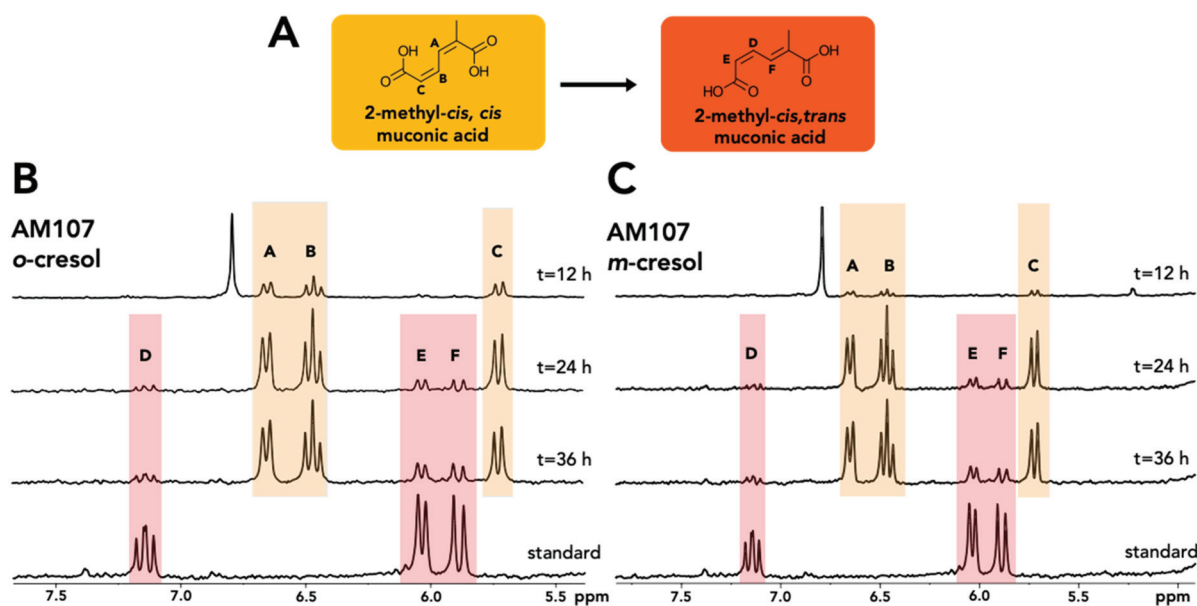 A
OH
O
A
B
C
O
OH
2-methyl-cis, cis
muconic acid
D
E
F
OH
O
HO
O
2-methyl-cis,trans
muconic acid
B
AM107
o-cresol
A
B
C
t=12 h
D
E
F
t=24 h
t=36 h
standard
7.5
7.0
6.5
6.0
5.5
ppm
C
AM107
m-cresol
A
B
C
t=12 h
D
E
F
t=24 h
t=36 h
standard
7.5
7.0
6.5
6.0
5.5
ppm